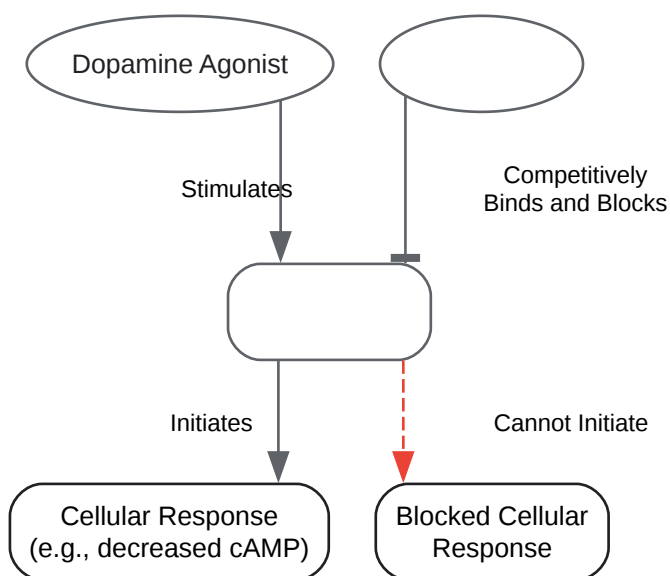 Dopamine Agonist
Stimulates
Competitively
Binds and Blocks
Initiates
Cannot Initiate
Cellular Response
(e.g., decreased cAMP)
Blocked Cellular
Response